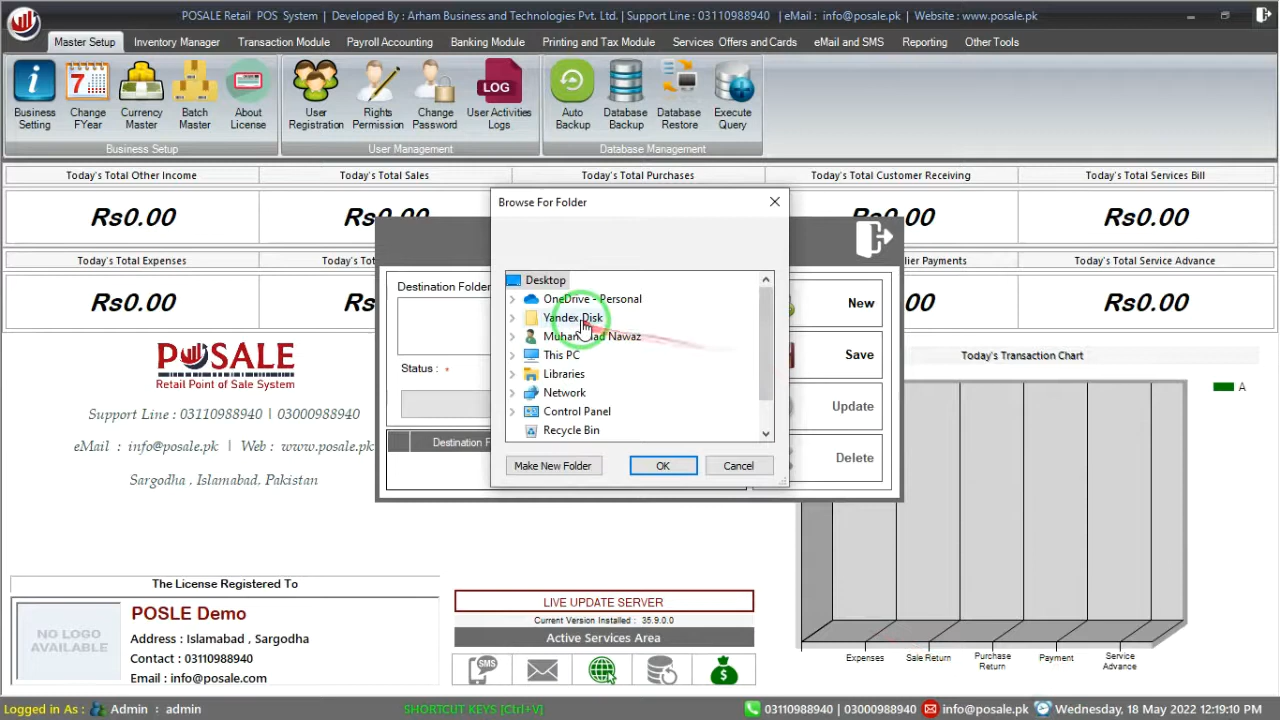 POSALE Retail POS System | Developed By : Arham Business and Technologies Pvt. Ltd. | Support Line : 03110988940 | eMail : info@posale.pk | Website : www.posale.pk
Master Setup Inventory Manager Transaction Module Payroll Accounting Banking Module Printing and Tax Module Services Offers and Cards eMail and SMS Reporting Other Tools
7 LOG
Business Setting
Change FYear
Currency Master
Batch Master
About License
User Registration
Rights Permission
Change Password
User Activities Logs
Auto Backup
Database Backup
Database Restore
Execute Query
Business Setup User Management Database Management
Today's Total Other Income Today's Total Sales Today's Total Purchases Today's Total Customer Receiving Today's Total Services Bill
Rs0.00 Rs0.00
Today's Total Expenses Today's Payments Today's Total Service Advance
Rs0.00 Rs0.00
Browse For Folder
Desktop
OneDrive - Personal
Yandex.Disk
Muhammad Nawaz
This PC
Libraries
Network
Control Panel
Recycle Bin
Make New Folder OK Cancel
Destination Folder
Status : *
Destination F
New
Save
Update
Delete
POSALE
Retail Point of Sale System
Support Line : 03110988940 | 03000988940
eMail : info@posale.pk | Web : www.posale.pk
Sargodha , Islamabad, Pakistan
Today's Transaction Chart
A
Expenses Sale Return Purchase Return Payment Service Advance
The License Registered To
NO LOGO AVAILABLE
POSLE Demo
Address : Islamabad , Sargodha
Contact : 03110988940
Email : info@posale.com
LIVE UPDATE SERVER
Current Version Installed : 35.9.0.0
Active Services Area
SMS
$
Logged in As : Admin : admin SHORTCUT KEYS [Ctrl+V] 03110988940 | 03000988940 info@posale.pk Wednesday, 18 May 2022 12:19:10 PM